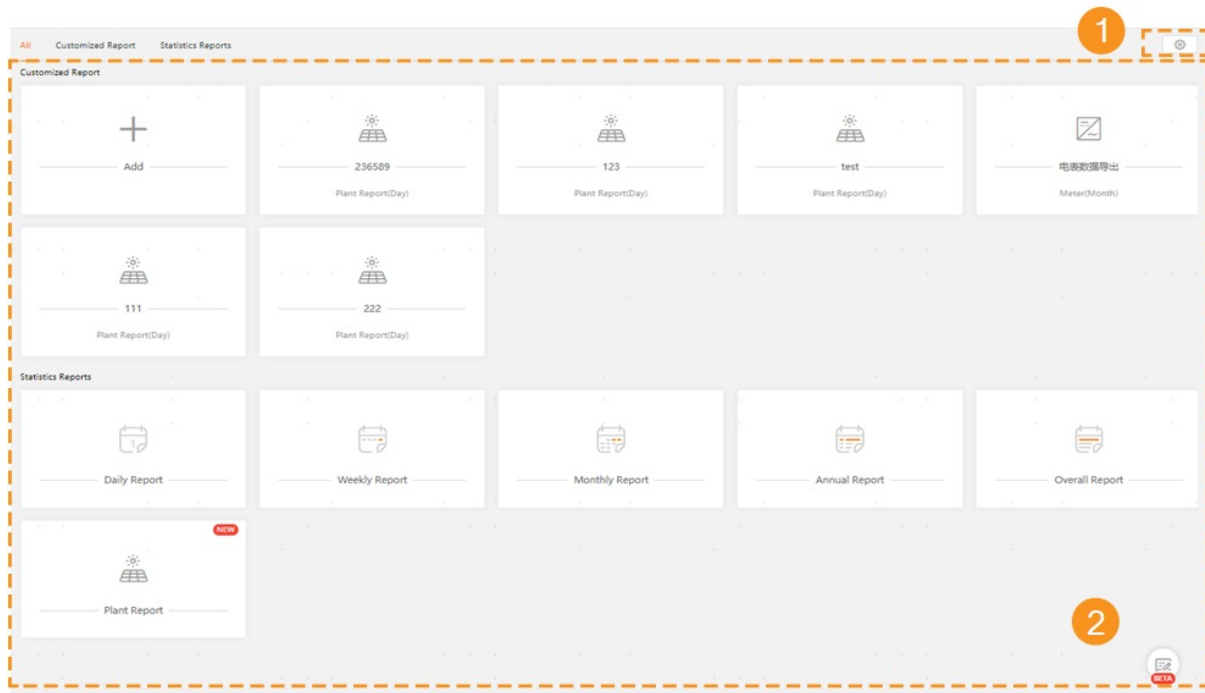 1
All Customized Report Statistics Reports
Customized Report
Add 236589 123 test 电表数据导出
Plant Report(Day) Plant Report(Day) Plant Report(Day) Meter(Month)
111 222
Plant Report(Day) Plant Report(Day)
Statistics Reports
1
Daily Report Weekly Report Monthly Report Annual Report Overall Report
NEW
Plant Report
2
BETA